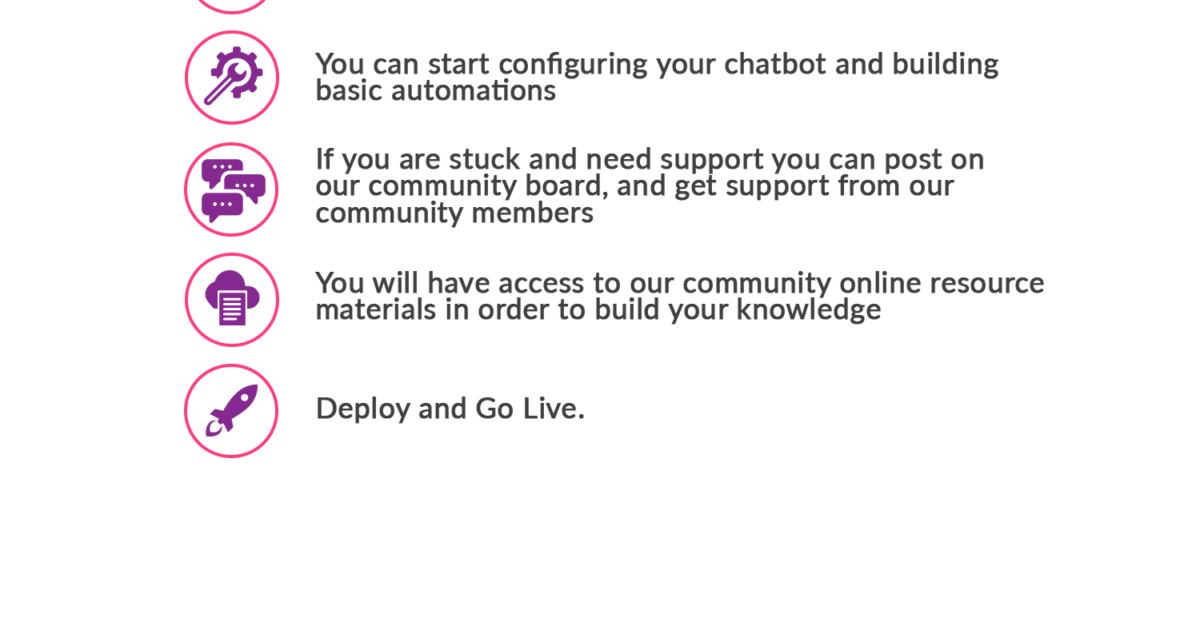 You can start configuring your chatbot and building
basic automations
If you are stuck and need support you can post on
our community board, and get support from our
community members
You will have access to our community online resource
materials in order to build your knowledge
Deploy and Go Live.